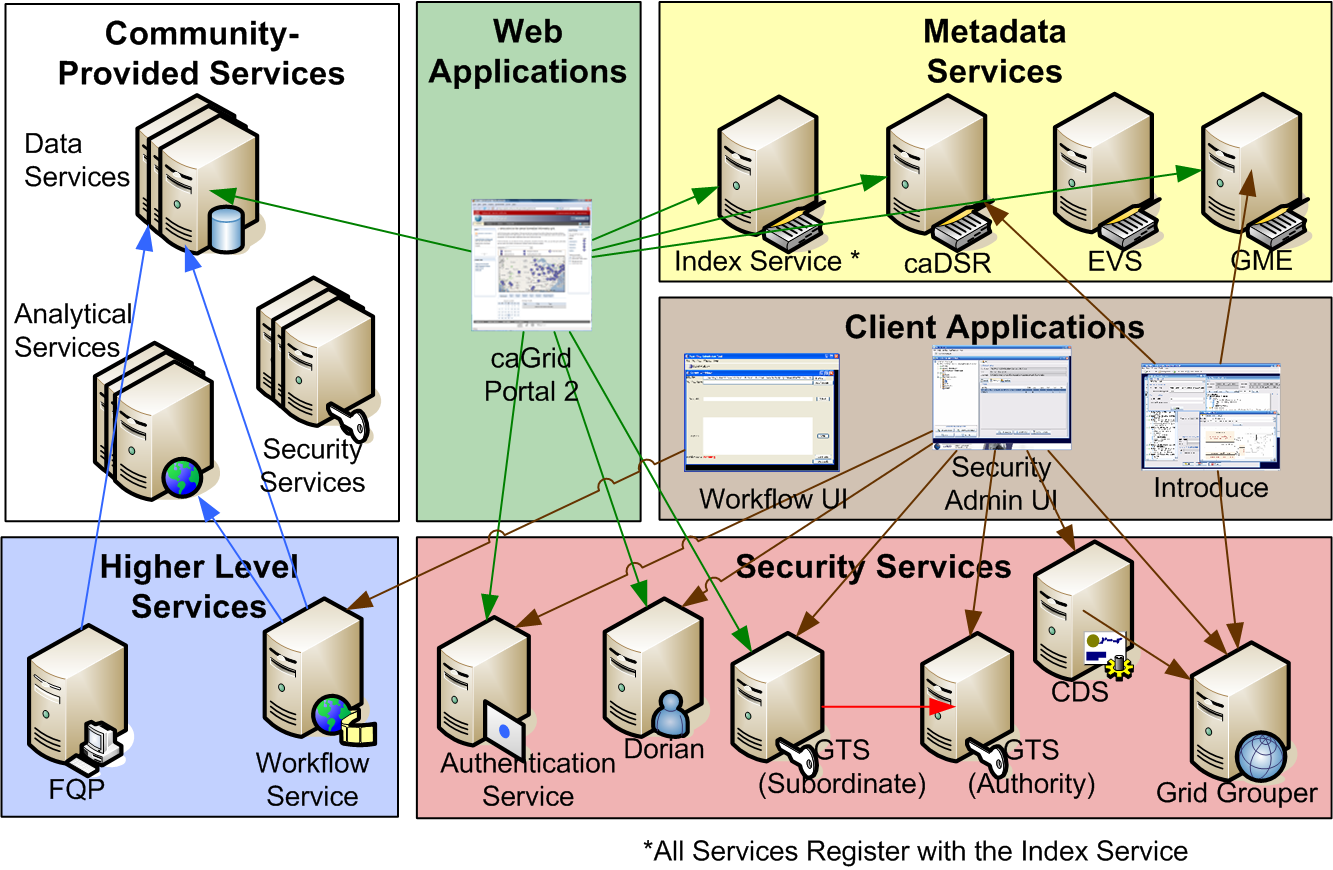 Community-
Provided Services
Data
Services
Analytical
Services
Security
Services
Web
Applications
caGrid
Portal 2
Metadata
Services
Index Service *
caDSR
EVS
GME
Client Applications
Workflow UI
Security
Admin UI
Introduce
Higher Level
Services
FQP
Workflow
Service
Security Services
Authentication
Service
Dorian
GTS
(Subordinate)
GTS
(Authority)
CDS
Grid Grouper
*All Services Register with the Index Service